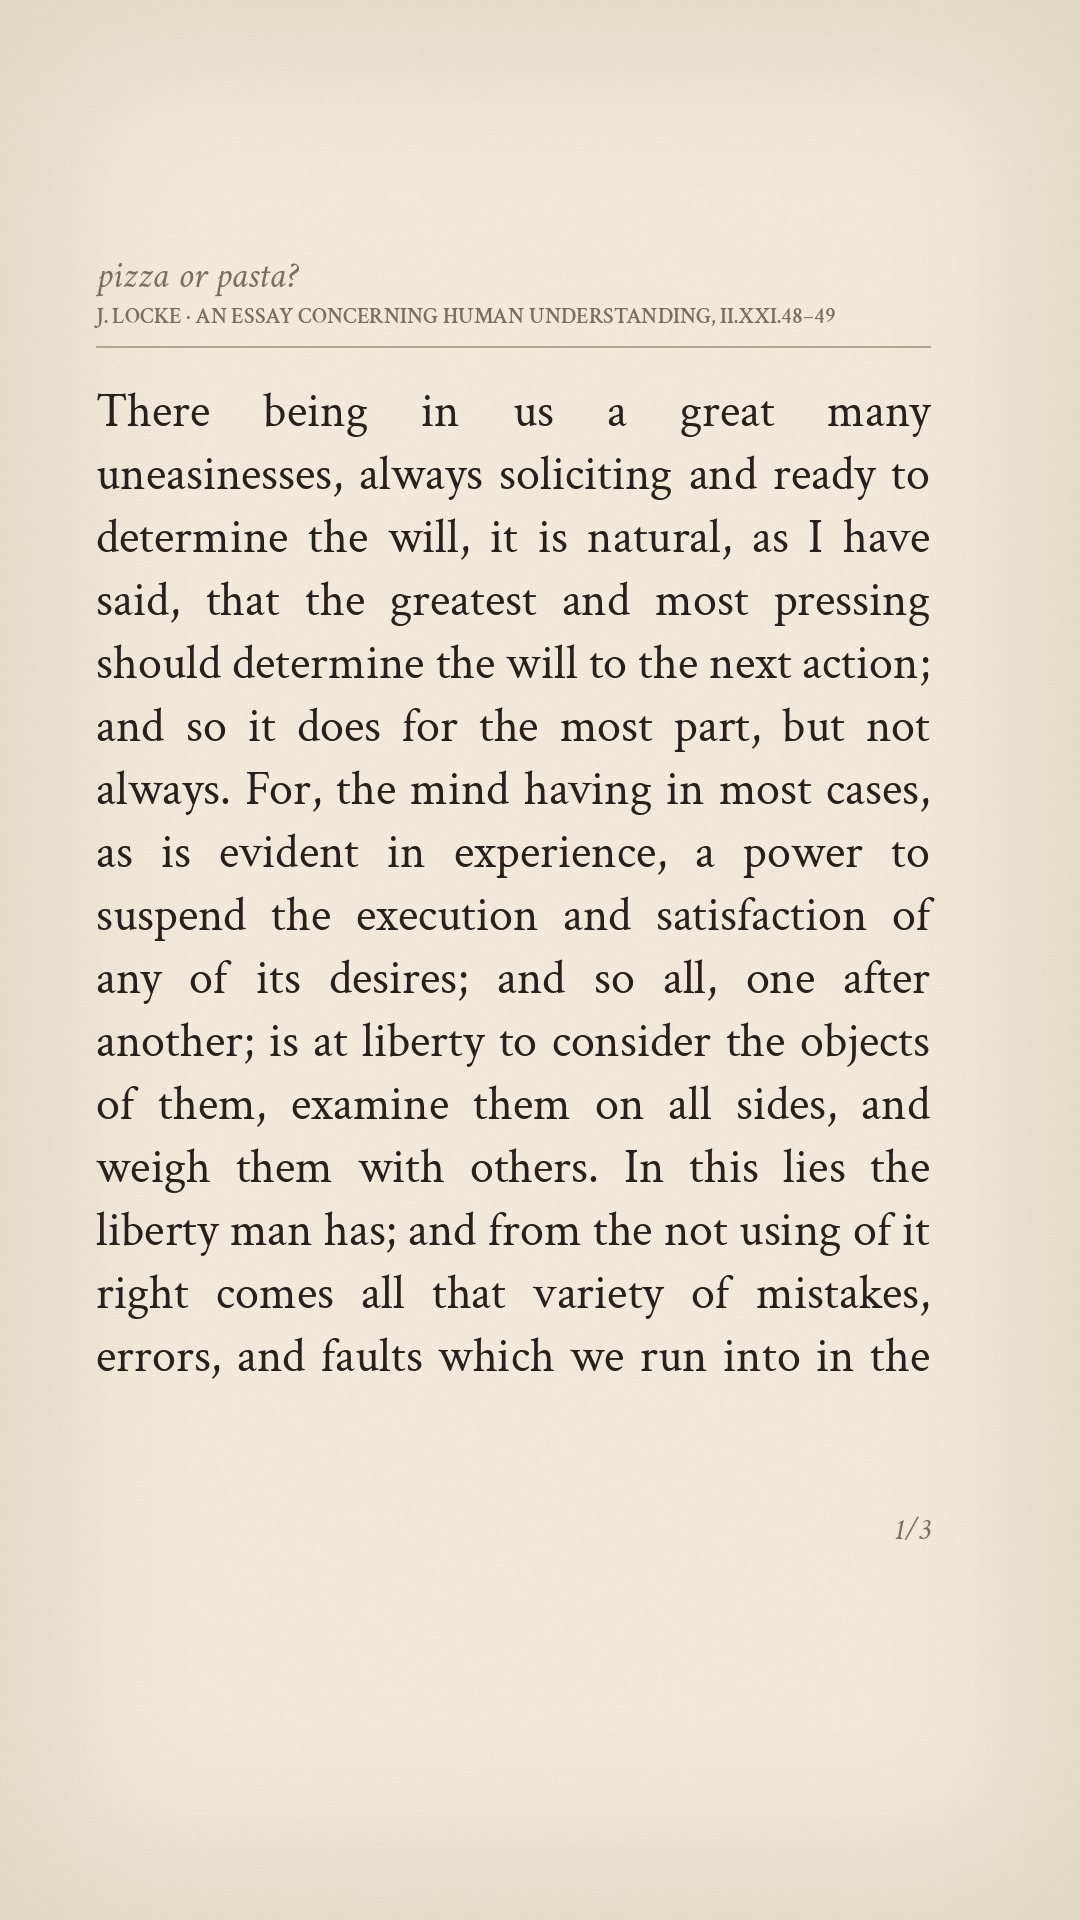 pizza or pasta?
J. LOCKE · AN ESSAY CONCERNING HUMAN UNDERSTANDING, II.XXI.48–49
There being in us a great many
uneasinesses, always soliciting and ready to
determine the will, it is natural, as I have
said, that the greatest and most pressing
should determine the will to the next action;
and so it does for the most part, but not
always. For, the mind having in most cases,
as is evident in experience, a power to
suspend the execution and satisfaction of
any of its desires; and so all, one after
another; is at liberty to consider the objects
of them, examine them on all sides, and
weigh them with others. In this lies the
liberty man has; and from the not using of it
right comes all that variety of mistakes,
errors, and faults which we run into in the
1/3